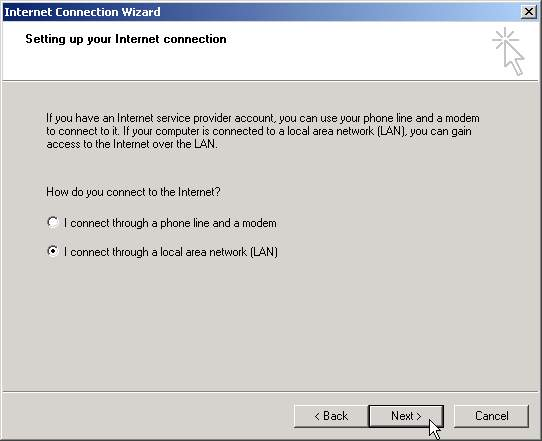 Internet Connection Wizard
Setting up your Internet connection
If you have an Internet service provider account, you can use your phone line and a modem
to connect to it. If your computer is connected to a local area network (LAN), you can gain
access to the Internet over the LAN.
How do you connect to the Internet?
I connect through a phone line and a modem
I connect through a local area network (LAN)
< Back
Next >
Cancel